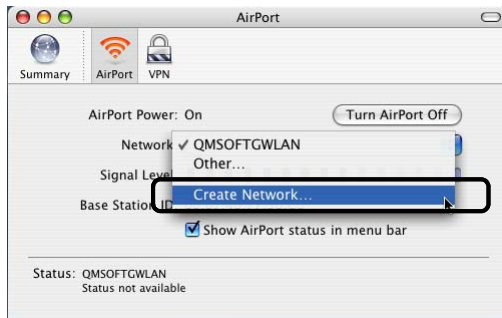 AirPort
Summary AirPort VPN
AirPort Power: On Turn AirPort Off
Network ✓ QMSOFTGWLAN
Other...
Signal Level
Create Network...
Base Station ID
Show AirPort status in menu bar
Status: QMSOFTGWLAN
Status not available